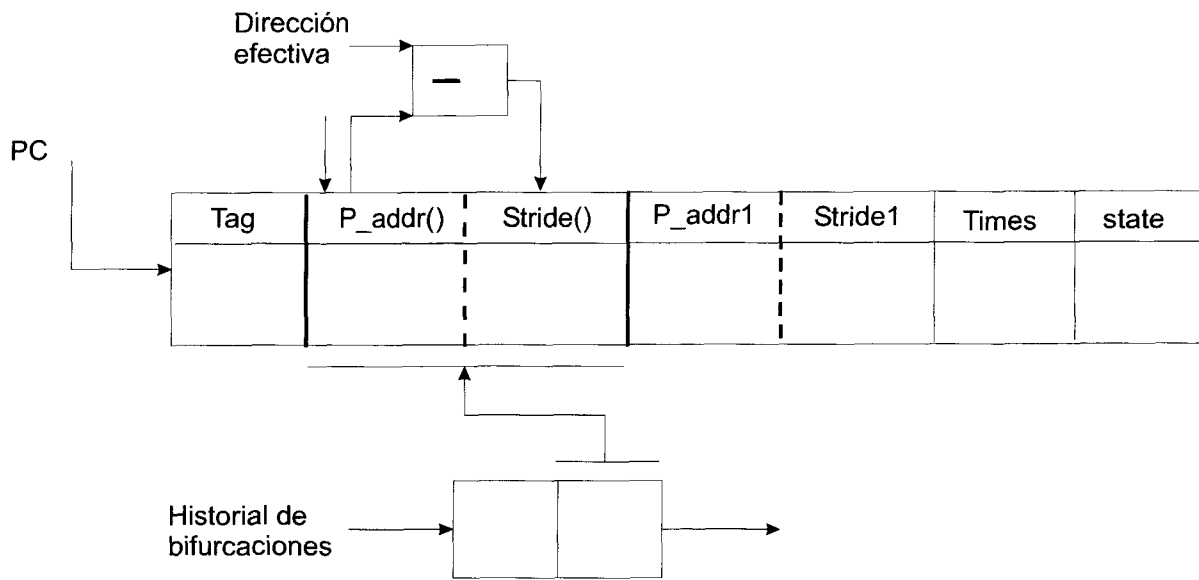 Dirección
efectiva
PC
Tag P_addr() Stride() P_addr1 Stride1 Times state
Historial de
bifurcaciones